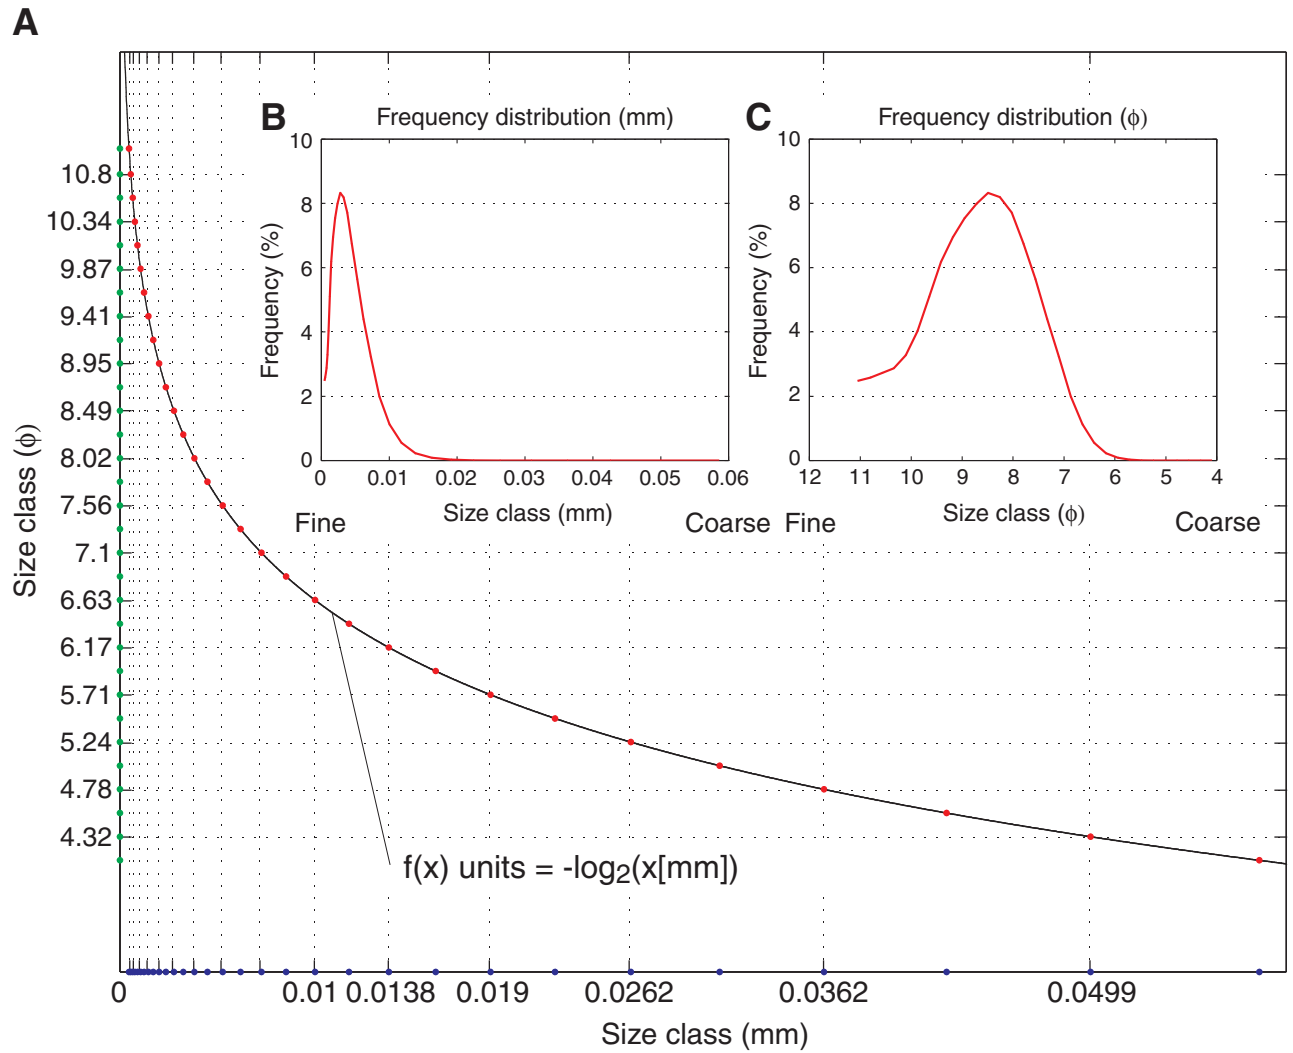 A
B
Frequency distribution (mm)
10
8
6
4
2
0
Frequency (%)
0 0.01 0.02 0.03 0.04 0.05 0.06
Size class (mm)
Fine Coarse
C
Frequency distribution (ϕ)
10
8
6
4
2
0
Frequency (%)
12 11 10 9 8 7 6 5 4
Size class (ϕ)
Fine Coarse
10.8
10.34
9.87
9.41
8.95
8.49
8.02
7.56
7.1
6.63
6.17
5.71
5.24
4.78
4.32
Size class (ϕ)
f(x) units = -log₂(x[mm])
0 0.01 0.0138 0.019 0.0262 0.0362 0.0499
Size class (mm)